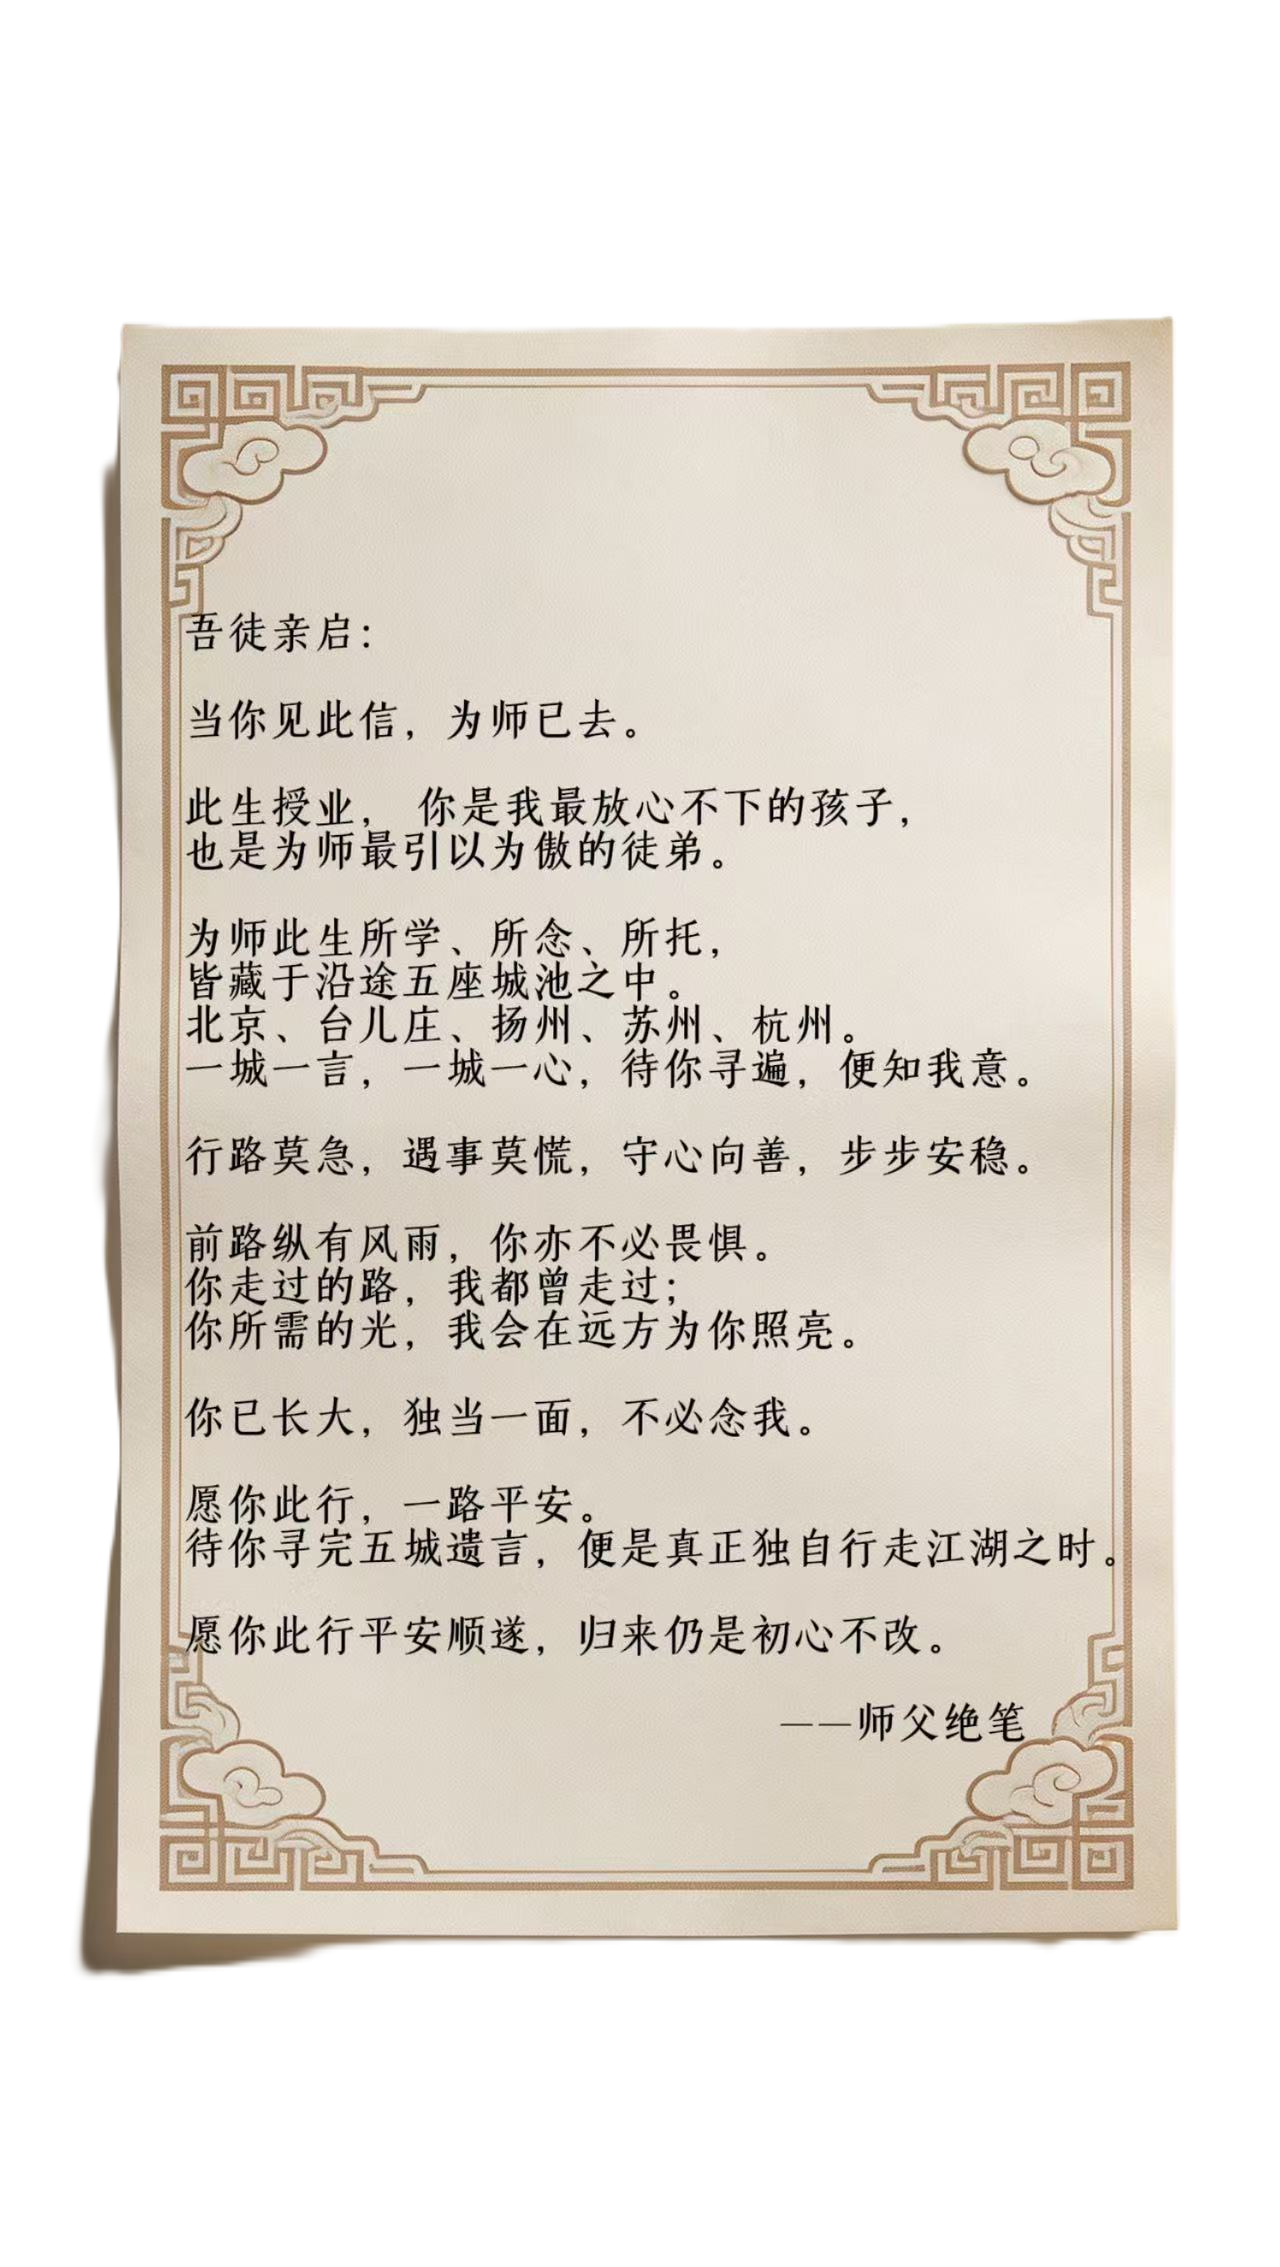 吾徒亲启：
当你见此信，为师已去。
此生授业， 你是我最放心不下的孩子，
也是为师最引以为傲的徒弟。
为师此生所学、所念、所托，
皆藏于沿途五座城池之中。
北京、台儿庄、扬州、苏州、杭州。
一城一言，一城一心，待你寻遍，便知我意。
行路莫急，遇事莫慌，守心向善，步步安稳。
前路纵有风雨，你亦不必畏惧。
你走过的路，我都曾走过；
你所需的光，我会在远方为你照亮。
你已长大，独当一面，不必念我。
愿你此行，一路平安。
待你寻完五城遗言，便是真正独自行走江湖之时。
愿你此行平安顺遂，归来仍是初心不改。
——师父绝笔